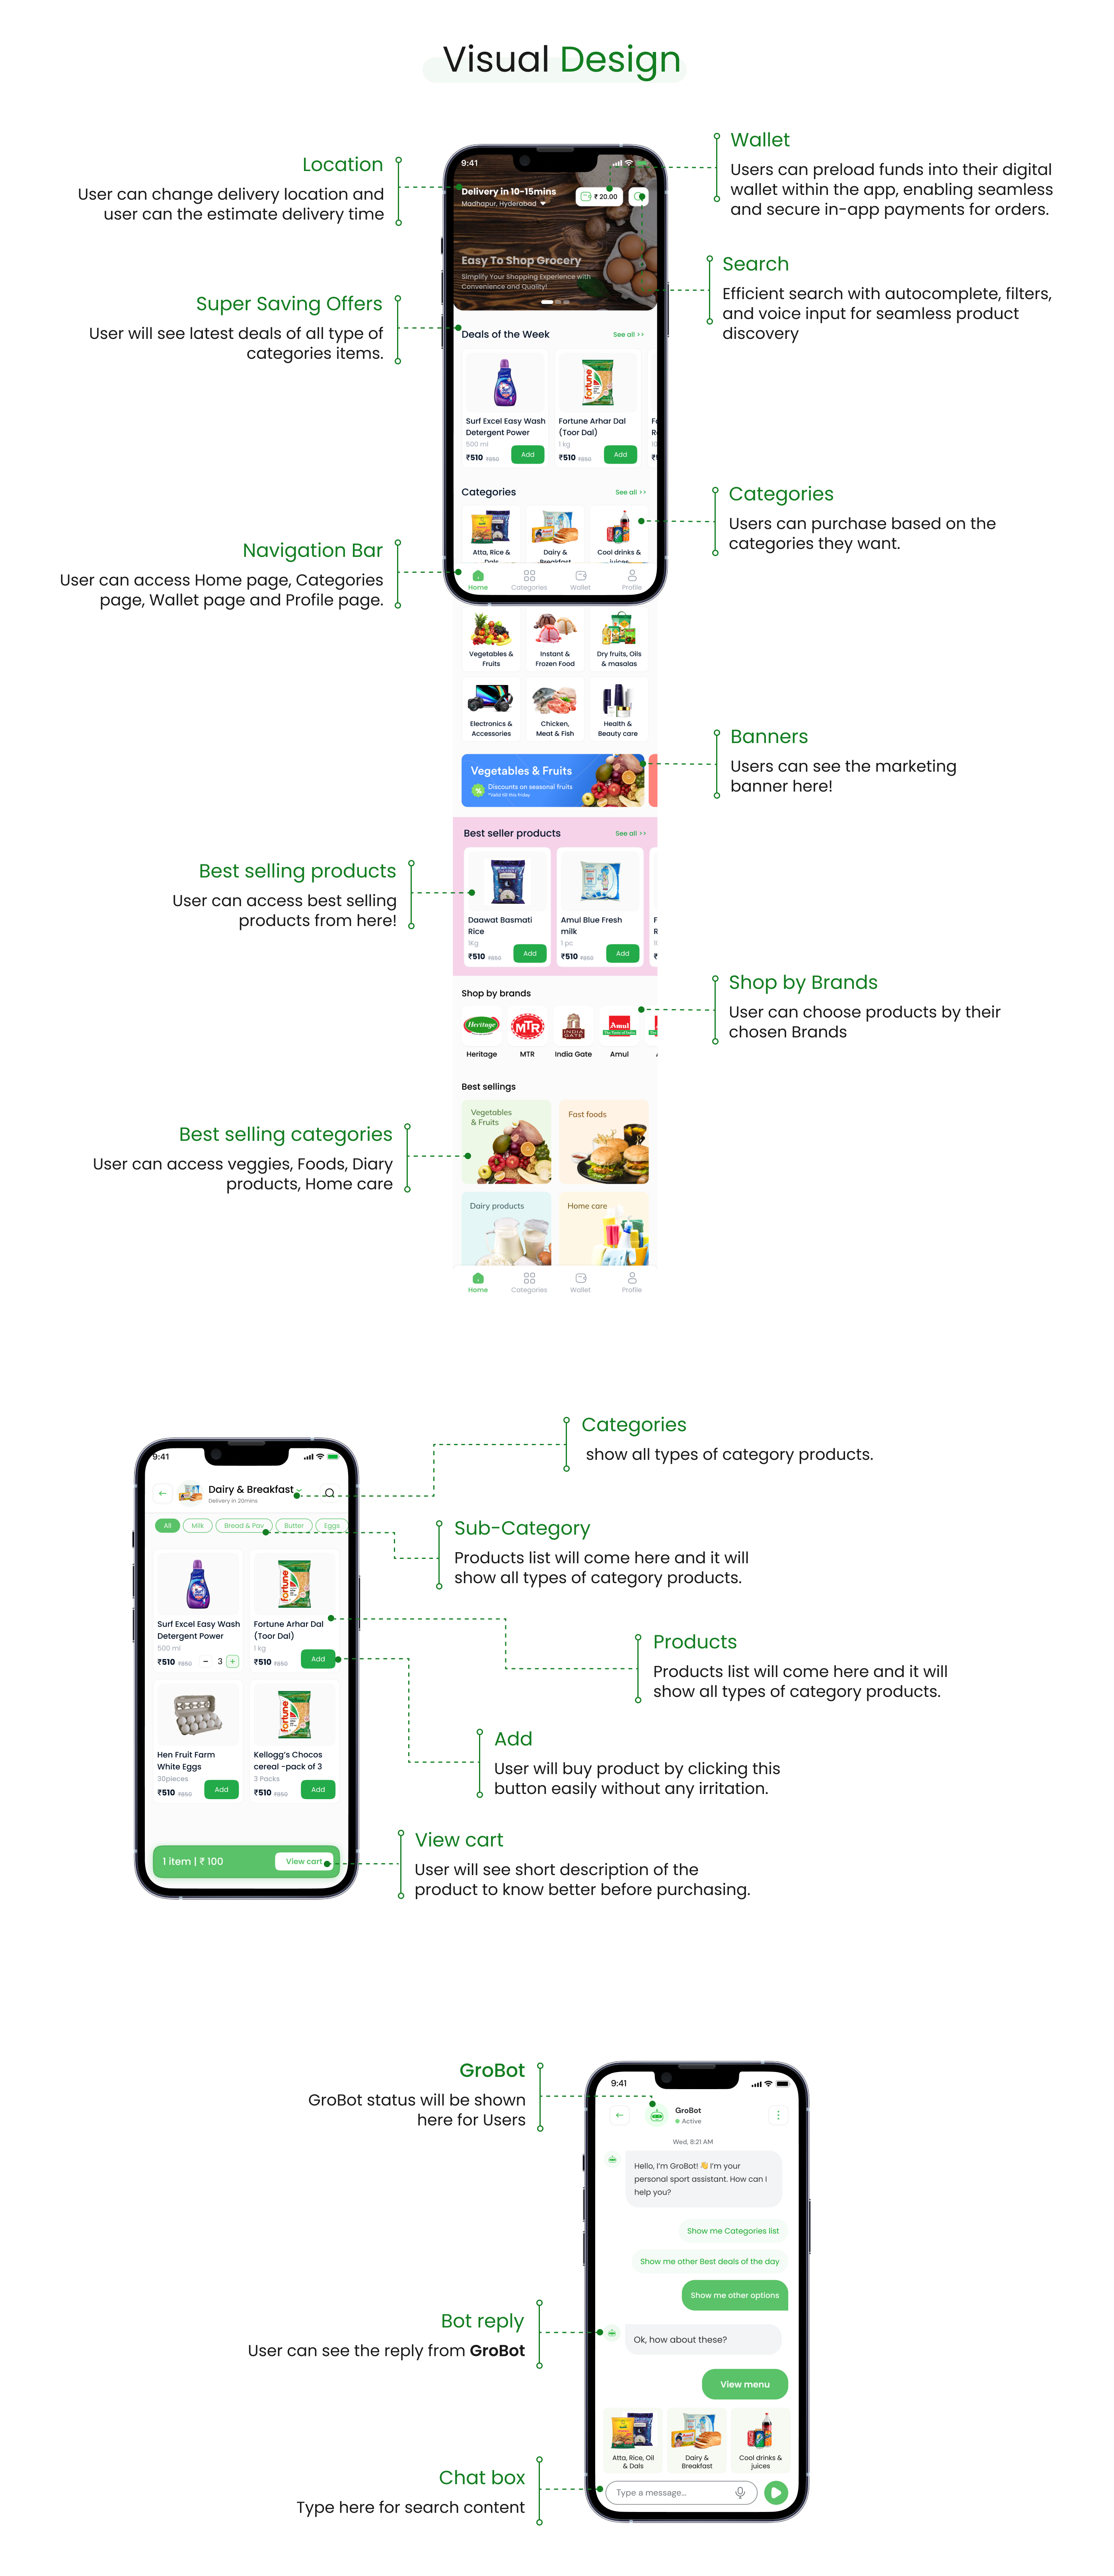 Visual Design
Location
User can change delivery location and
user can the estimate delivery time
Super Saving Offers
User will see latest deals of all type of
categories items.
Navigation Bar
User can access Home page, Categories
page, Wallet page and Profile page.
Best selling products
User can access best selling
products from here!
Best selling categories
User can access veggies, Foods, Diary
products, Home care
9:41
Delivery in 10-15mins
Madhapur, Hyderabad
₹ 20.00
Easy To Shop Grocery
Simplify Your Shopping Experience with
Convenience and Quality!
Deals of the Week
See all >>
Surf Excel Easy Wash
Detergent Power
500 ml
₹510 ₹850
Add
Fortune Arhar Dal
(Toor Dal)
1 kg
₹510 ₹850
Add
Categories
See all >>
Atta, Rice &
Dals
Dairy &
Breakfast
Cool drinks &
juices
Home
Categories
Wallet
Profile
Vegetables &
Fruits
Instant &
Frozen Food
Dry fruits, Oils
& masalas
Electronics &
Accessories
Chicken,
Meat & Fish
Health &
Beauty care
Vegetables & Fruits
Discounts on seasonal fruits
*Valid till this friday
Best seller products
See all >>
Daawat Basmati
Rice
1Kg
₹510 ₹850
Add
Amul Blue Fresh
milk
1 pc
₹510 ₹850
Add
Shop by brands
Heritage
MTR
INDIA
GATE
Amul
The Taste of India
Heritage
MTR
India Gate
Amul
Best sellings
Vegetables
& Fruits
Fast foods
Dairy products
Home care
Home
Categories
Wallet
Profile
Wallet
Users can preload funds into their digital
wallet within the app, enabling seamless
and secure in-app payments for orders.
Search
Efficient search with autocomplete, filters,
and voice input for seamless product
discovery
Categories
Users can purchase based on the
categories they want.
Banners
Users can see the marketing
banner here!
Shop by Brands
User can choose products by their
chosen Brands
9:41
Dairy & Breakfast
Delivery in 20mins
All
Milk
Bread & Pav
Butter
Eggs
Surf Excel Easy Wash
Detergent Power
500 ml
₹510 ₹850
- 3 +
Fortune Arhar Dal
(Toor Dal)
1 kg
₹510 ₹850
Add
Hen Fruit Farm
White Eggs
30pieces
₹510 ₹850
Add
Kellogg's Chocos
cereal -pack of 3
3 Packs
₹510 ₹850
Add
1 item | ₹ 100
View cart
Categories
show all types of category products.
Sub-Category
Products list will come here and it will
show all types of category products.
Products
Products list will come here and it will
show all types of category products.
Add
User will buy product by clicking this
button easily without any irritation.
View cart
User will see short description of the
product to know better before purchasing.
GroBot
GroBot status will be shown
here for Users
Bot reply
User can see the reply from GroBot
Chat box
Type here for search content
9:41
GroBot
Active
Wed, 8:21 AM
Hello, I'm GroBot! 👋 I'm your
personal sport assistant. How can I
help you?
Show me Categories list
Show me other Best deals of the day
Show me other options
Ok, how about these?
View menu
Atta, Rice, Oil
& Dals
Dairy &
Breakfast
Cool drinks &
juices
Type a message...